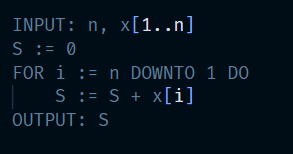 INPUT: n, x[1..n]
S := 0
FOR i := n DOWNTO 1 DO
    S := S + x[i]
OUTPUT: S